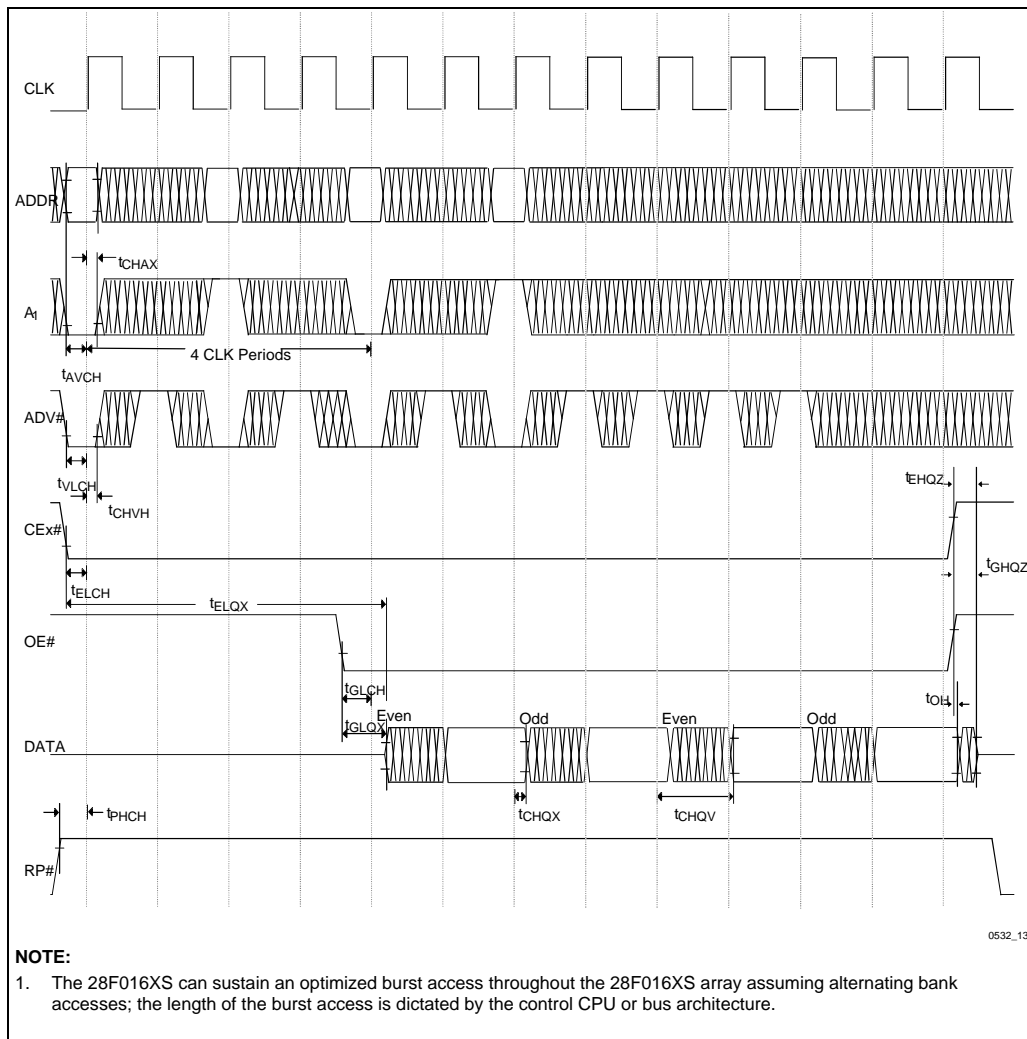 CLK
ADDR
tCHAX
A1
4 CLK Periods
tAVCH
ADV#
tVLCH
tCHVH
tEHQZ
CEx#
tGHQZ
tELCH
tELQX
OE#
tGLCH
tOH
tGLQX
Even Odd Even Odd
DATA
tCHQX tCHQV
tPHCH
RP#
0532_13
NOTE:
1. The 28F016XS can sustain an optimized burst access throughout the 28F016XS array assuming alternating bank
accesses; the length of the burst access is dictated by the control CPU or bus architecture.